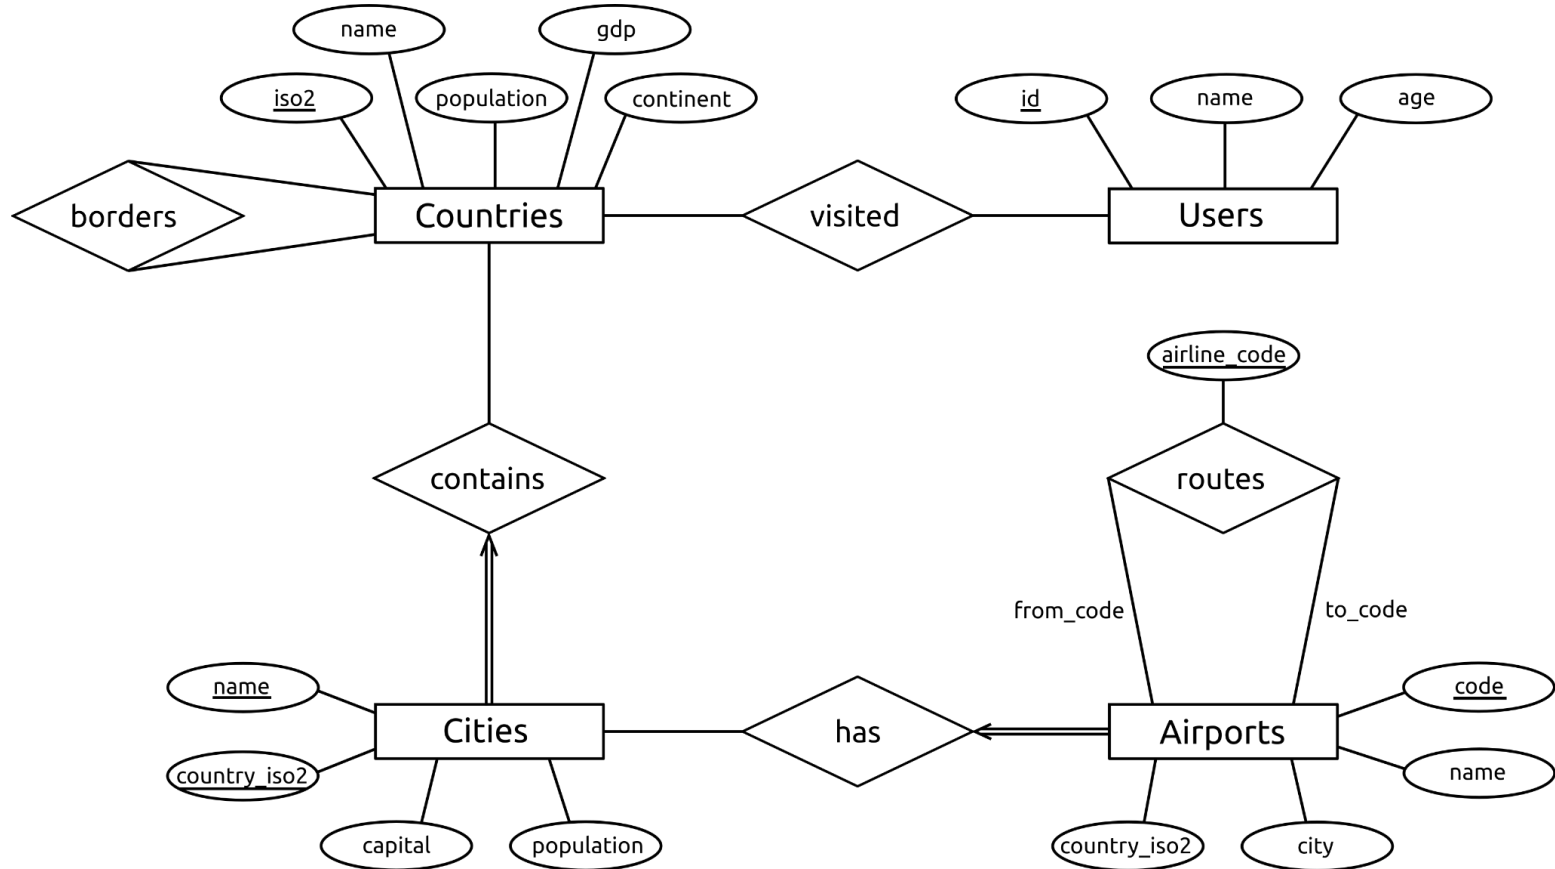 name
gdp
iso2
population
continent
id
name
age
borders
Countries
visited
Users
airline_code
contains
routes
from_code
to_code
name
code
Cities
has
Airports
country_iso2
name
capital
population
country_iso2
city